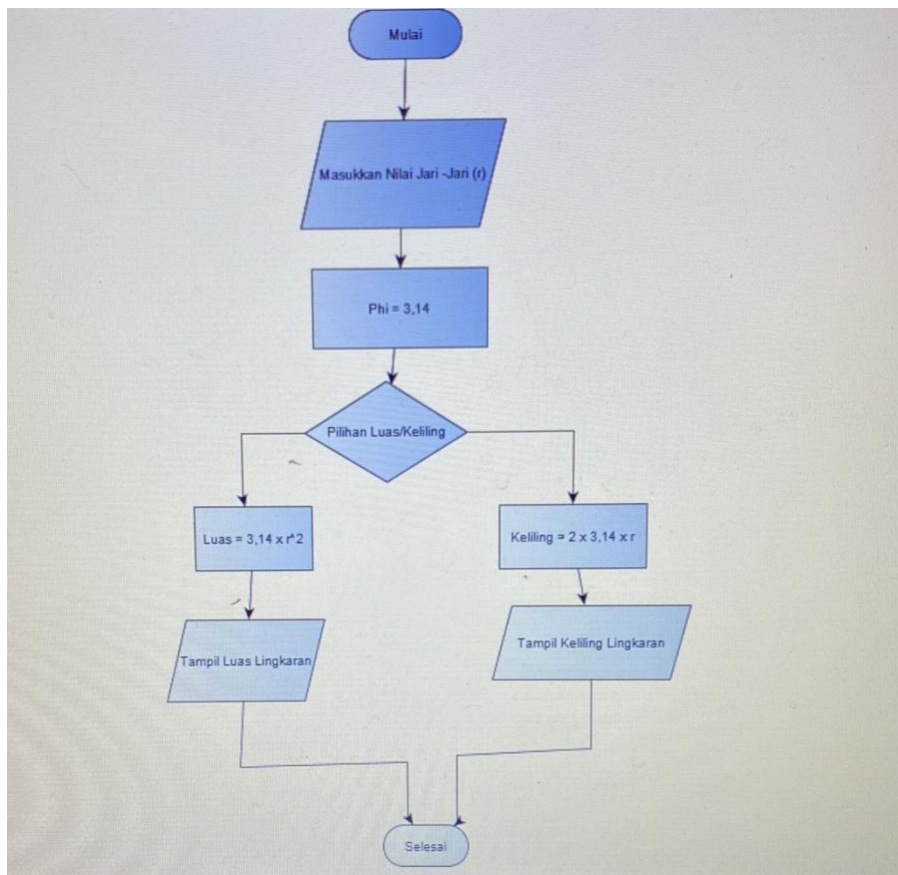 Mulai
Masukkan Nilai Jari -Jari (r)
Phi = 3,14
Pilihan Luas/Keliling
Luas = 3,14 x r^2
Keliling = 2 x 3,14 x r
Tampil Luas Lingkaran
Tampil Keliling Lingkaran
Selesai